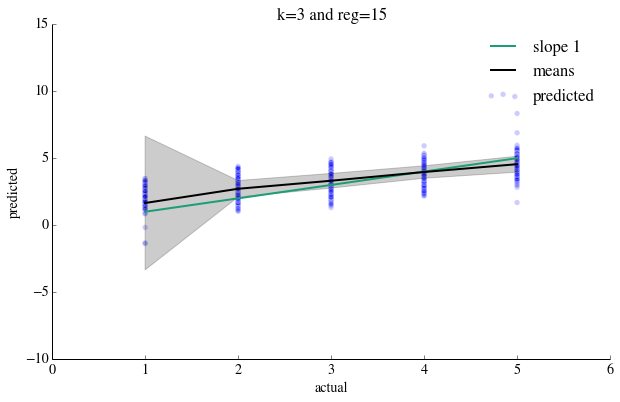 k=3 and reg=15
15
10
5
0
−5
−10
predicted
slope 1
means
predicted
0 1 2 3 4 5 6
actual